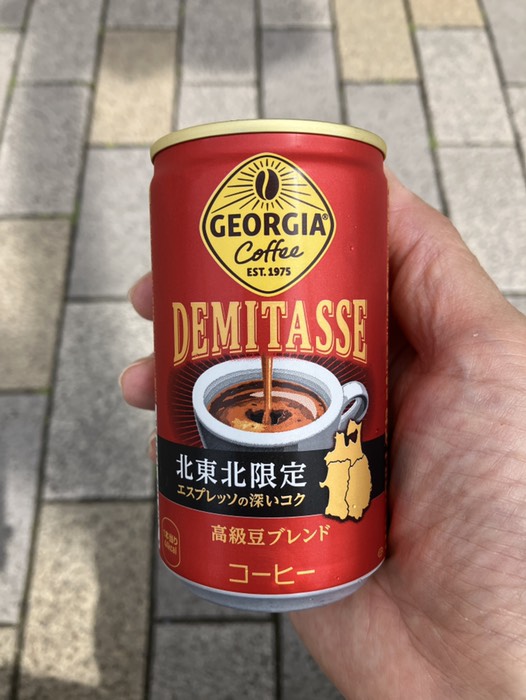 GEORGIA®
Coffee
EST. 1975
DEMITASSE
北東北限定
エスプレッソの深いコク
高級豆ブレンド
コーヒー